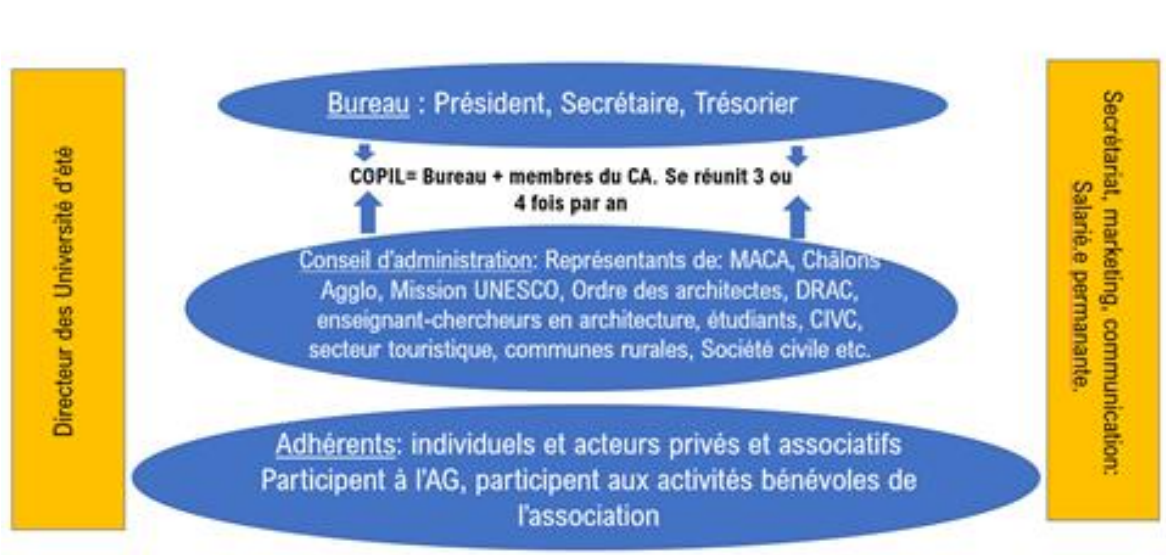 Directeur des Université d'été
Bureau : Président, Secrétaire, Trésorier
COPIL= Bureau + membres du CA. Se réunit 3 ou
4 fois par an
Conseil d'administration: Représentants de: MACA, Châlons
Agglo, Mission UNESCO, Ordre des architectes, DRAC,
enseignant-chercheurs en architecture, étudiants, CIVC,
secteur touristique, communes rurales, Société civile etc.
Adhérents: individuels et acteurs privés et associatifs
Participent à l'AG, participent aux activités bénévoles de
l'association
Secrétariat, marketing, communication:
Salarié.e permanante.